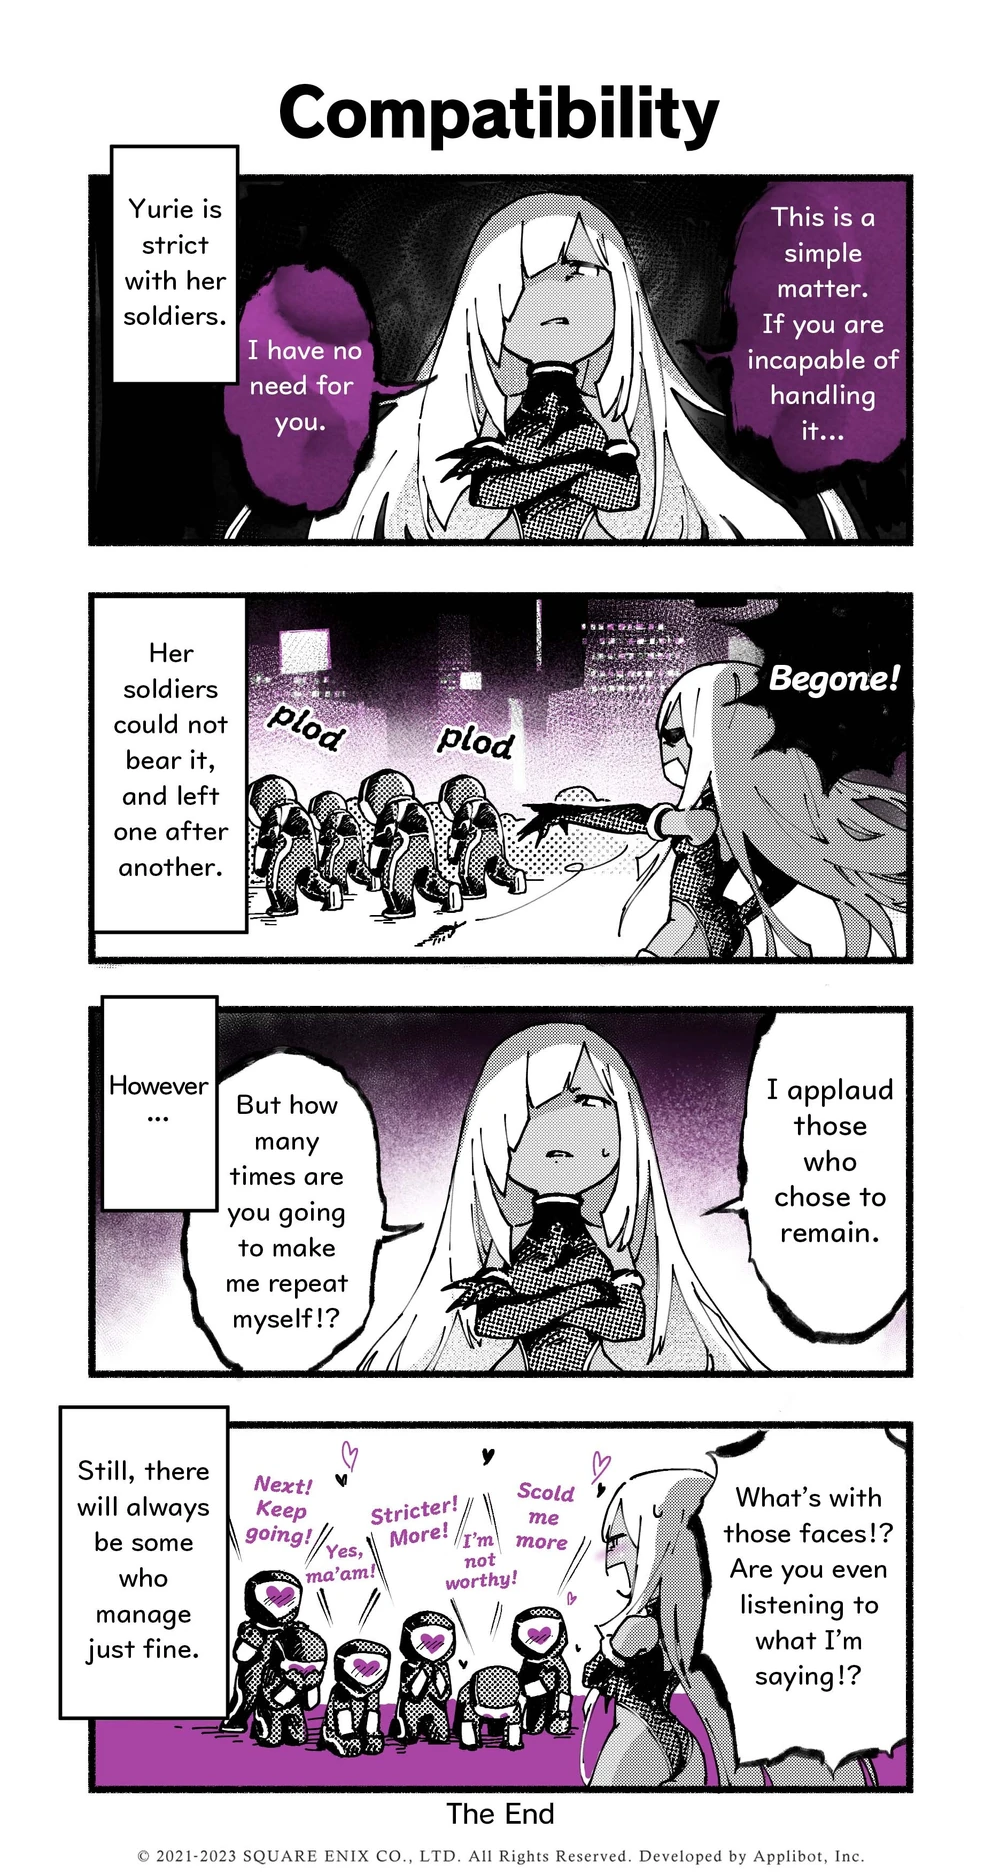 Compatibility
Yurie is
strict
with her
soldiers.
This is a
simple
matter.
If you are
incapable of
handling
it...
I have no
need for
you.
Her
soldiers
could not
bear it,
and left
one after
another.
Begone!
plod
plod
However
...
I applaud
those
who
chose to
remain.
But how
many
times are
you going
to make
me repeat
myself!?
Still, there
will always
be some
who
manage
just fine.
What's with
those faces!?
Are you even
listening to
what I'm
saying!?
Scold
me
more
I'm
not
worthy!
Stricter!
More!
Yes,
ma'am!
Next!
Keep
going!
The End
© 2021-2023 SQUARE ENIX CO., LTD. All Rights Reserved. Developed by Applibot, Inc.